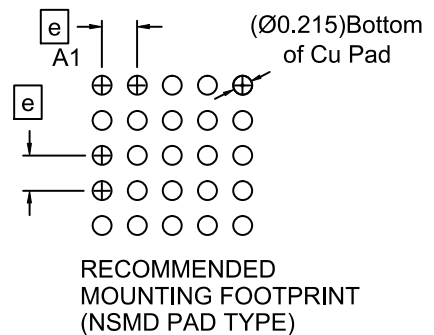 e
(Ø0.215)Bottom
of Cu Pad
A1
e
RECOMMENDED
MOUNTING FOOTPRINT
(NSMD PAD TYPE)